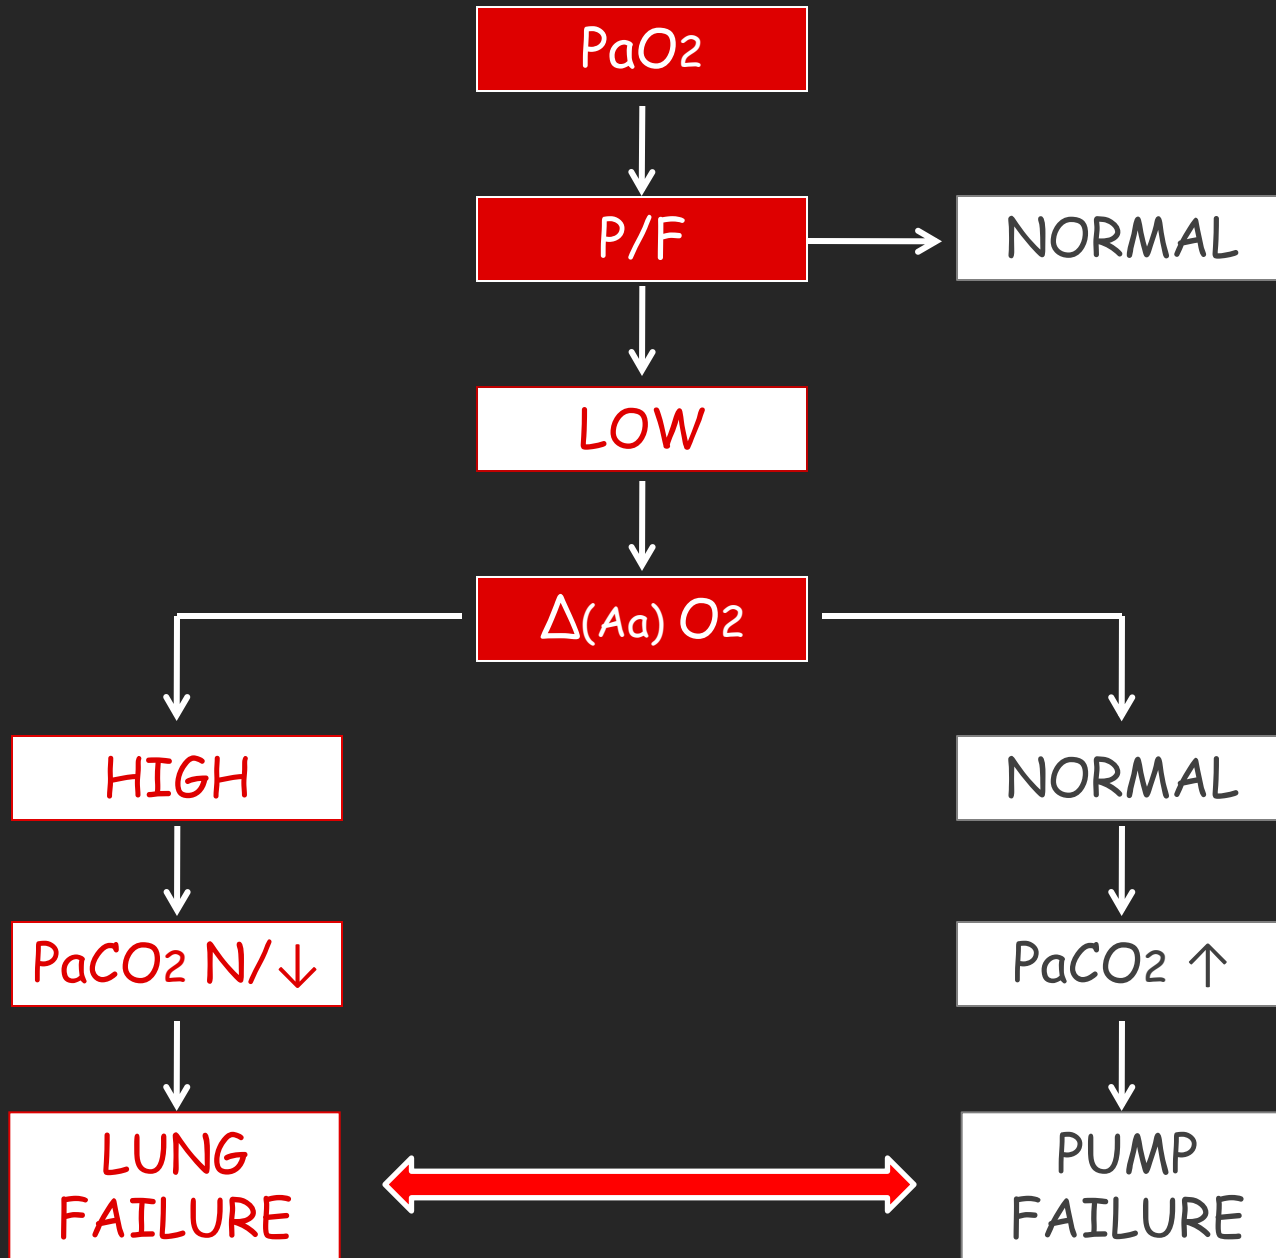 PaO2
P/F
NORMAL
LOW
Δ(Aa) O2
HIGH
NORMAL
PaCO2 N/↓
PaCO2 ↑
LUNG
FAILURE
PUMP
FAILURE